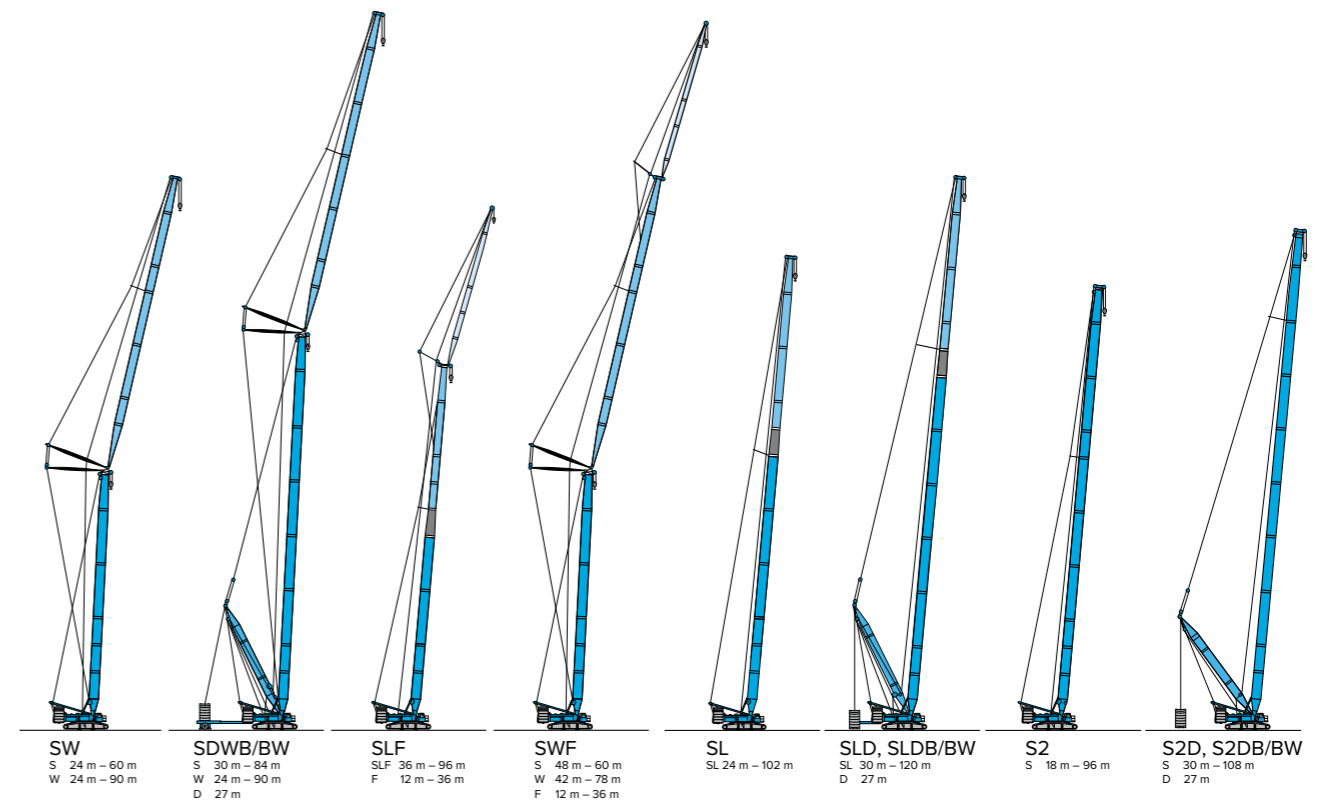 SW
S 24 m – 60 m
W 24 m – 90 m
SDWB/BW
S 30 m – 84 m
W 24 m – 90 m
D 27 m
SLF
SLF 36 m – 96 m
F 12 m – 36 m
SWF
S 48 m – 60 m
W 42 m – 78 m
F 12 m – 36 m
SL
SL 24 m – 102 m
SLD, SLDB/BW
SL 30 m – 120 m
D 27 m
S2
S 18 m – 96 m
S2D, S2DB/BW
S 30 m – 108 m
D 27 m